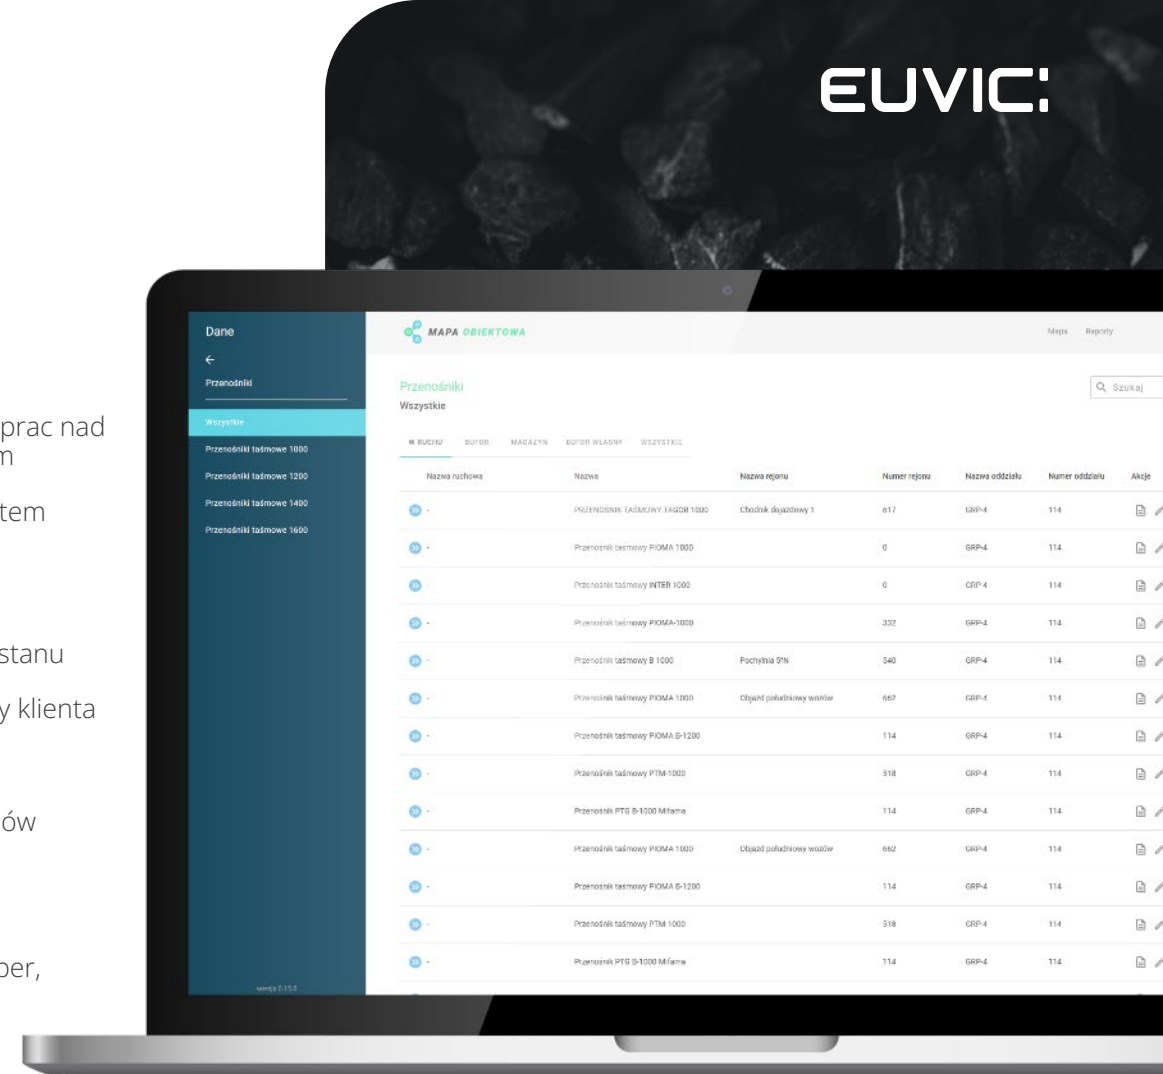 EUVIC:
prac nad
m
tem
stanu
y klienta
ów
per,
Dane
Przenośniki
Wszystkie
Przenośniki taśmowe 1000
Przenośniki taśmowe 1200
Przenośniki taśmowe 1400
Przenośniki taśmowe 1600
wersja 0.15.0
MAPA OBIEKTOWA
Mapa Raporty
Przenośniki
Wszystkie
Szukaj
W RUCHU BUFOR MAGAZYN BUFOR WŁASNY WSZYSTKIE
Nazwa ruchowa Nazwa Nazwa rejonu Numer rejonu Nazwa oddziału Numer oddziału Akcje
- PRZENOŚNIK TAŚMOWY TAGOR 1000 Chodnik dojazdowy 1 617 GRP-4 114
- Przenośnik taśmowy PIOMA 1000 0 GRP-4 114
- Przenośnik taśmowy INTER 1000 0 GRP-4 114
- Przenośnik taśmowy PIOMA-1000 332 GRP-4 114
- Przenośnik taśmowy B 1000 Pochylnia 340 GRP-4 114
- Przenośnik taśmowy PIOMA 1000 Objazd południowy wozów 662 GRP-4 114
- Przenośnik taśmowy PIOMA B-1200 114 GRP-4 114
- Przenośnik taśmowy PTM-1000 518 GRP-4 114
- Przenośnik PTG B-1000 Mifama 114 GRP-4 114
- Przenośnik taśmowy PIOMA 1000 Objazd południowy wozów 662 GRP-4 114
- Przenośnik taśmowy PIOMA B-1200 114 GRP-4 114
- Przenośnik taśmowy PTM-1000 518 GRP-4 114
- Przenośnik PTG B-1000 Mifama 114 GRP-4 114